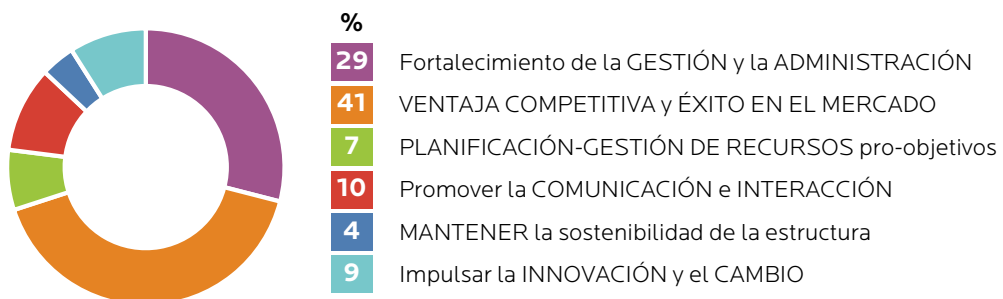 %
29 Fortalecimiento de la GESTIÓN y la ADMINISTRACIÓN
41 VENTAJA COMPETITIVA y ÉXITO EN EL MERCADO
7 PLANIFICACIÓN-GESTIÓN DE RECURSOS pro-objetivos
10 Promover la COMUNICACIÓN e INTERACCIÓN
4 MANTENER la sostenibilidad de la estructura
9 Impulsar la INNOVACIÓN y el CAMBIO